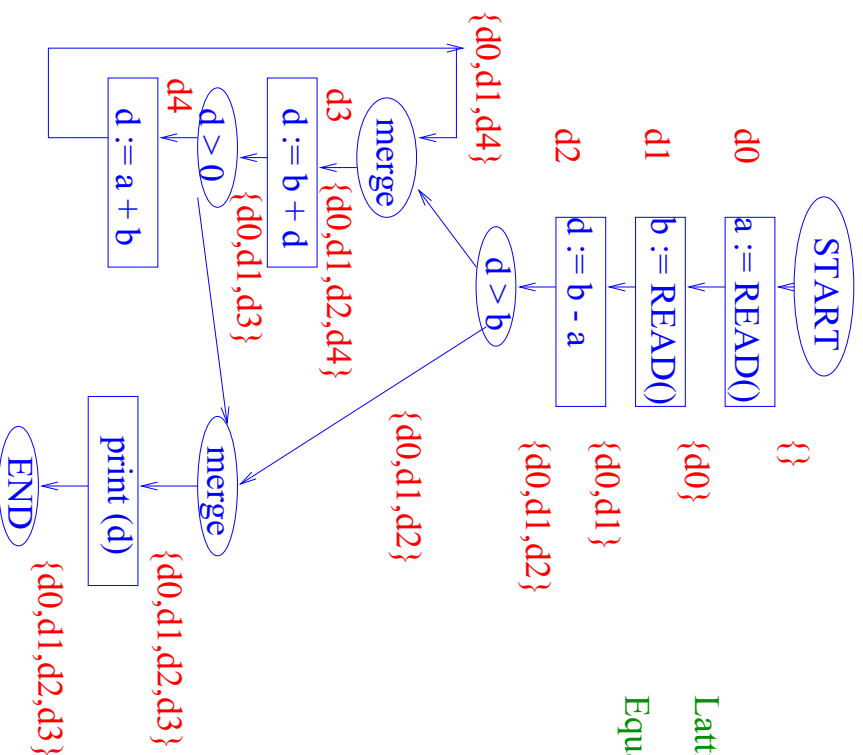 START
{}
d0
a := READ()
{d0}
Latt
d1
b := READ()
{d0,d1}
Equ
d2
d := b - a
{d0,d1,d2}
d > b
{d0,d1,d4}
{d0,d1,d2}
merge
d3
{d0,d1,d2,d4}
d := b + d
{d0,d1,d3}
d > 0
merge
d4
{d0,d1,d2,d3}
d := a + b
print (d)
{d0,d1,d2,d3}
END